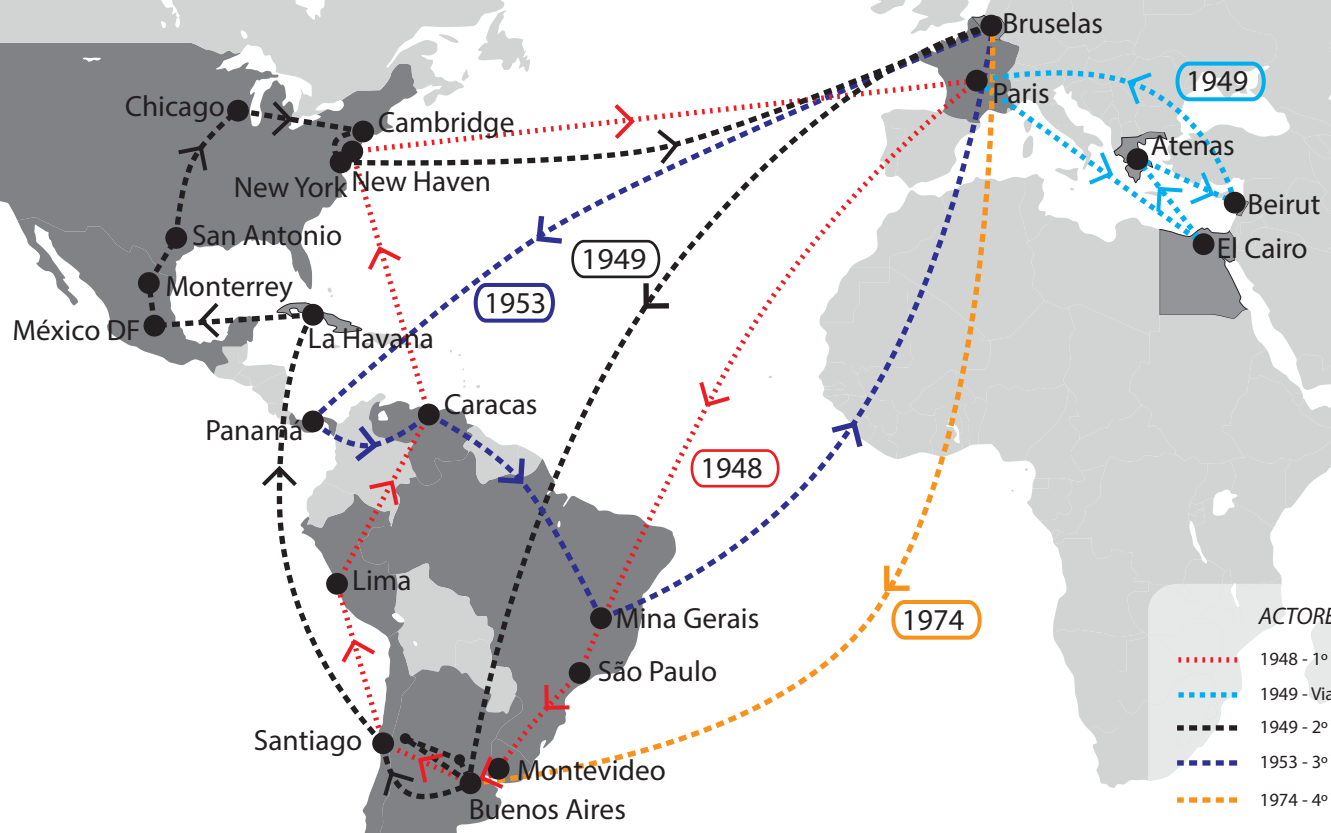 Bruselas
1949
Paris
Chicago
Cambridge
Atenas
New York
New Haven
Beirut
San Antonio
El Cairo
1949
Monterrey
1953
México DF
La Havana
Caracas
Panamá
1948
Lima
Mina Gerais
1974
ACTORE
São Paulo
1948 - 1º
1949 - Via
Santiago
1949 - 2º
Montevideo
1953 - 3º
Buenos Aires
1974 - 4º